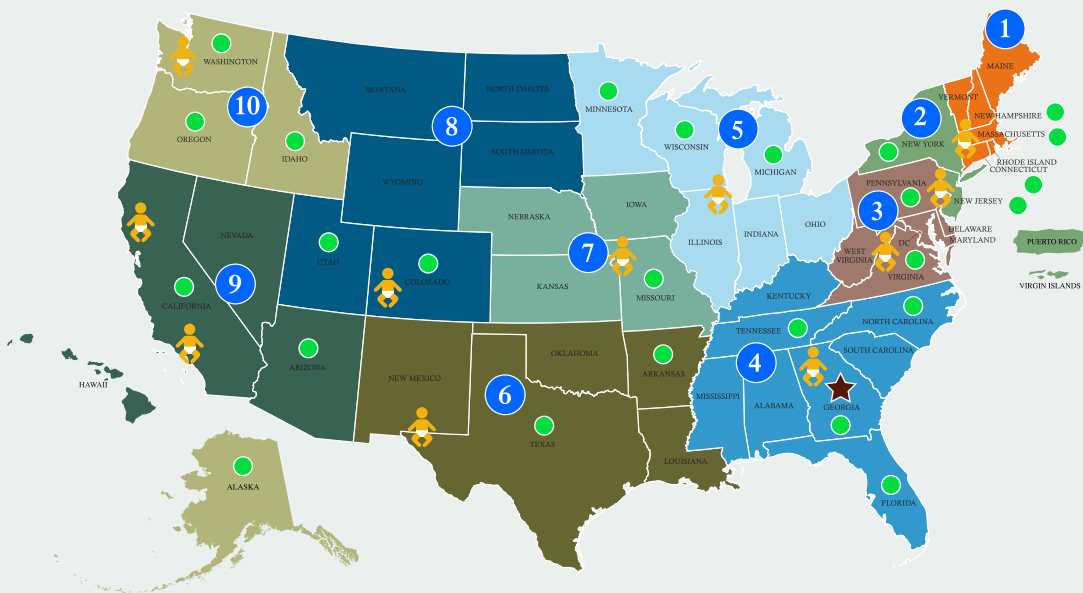 1
MAINE
WASHINGTON
10
OREGON
IDAHO
MONTANA
NORTH DAKOTA
8
SOUTH DAKOTA
WYOMING
MINNESOTA
5
WISCONSIN
MICHIGAN
VERMONT
2
NEW YORK
NEW HAMPSHIRE
MASSACHUSETTS
RHODE ISLAND
CONNECTICUT
PENNSYLVANIA
NEW JERSEY
3
DELAWARE
MARYLAND
DC
WEST
VIRGINIA
VIRGINIA
PUERTO RICO
VIRGIN ISLANDS
NEBRASKA
IOWA
ILLINOIS
INDIANA
OHIO
7
KANSAS
MISSOURI
NEVADA
UTAH
COLORADO
9
CALIFORNIA
ARIZONA
HAWAII
NEW MEXICO
6
OKLAHOMA
TEXAS
ARKANSAS
LOUISIANA
KENTUCKY
TENNESSEE
NORTH CAROLINA
SOUTH CAROLINA
4
MISSISSIPPI
ALABAMA
GEORGIA
FLORIDA
ALASKA